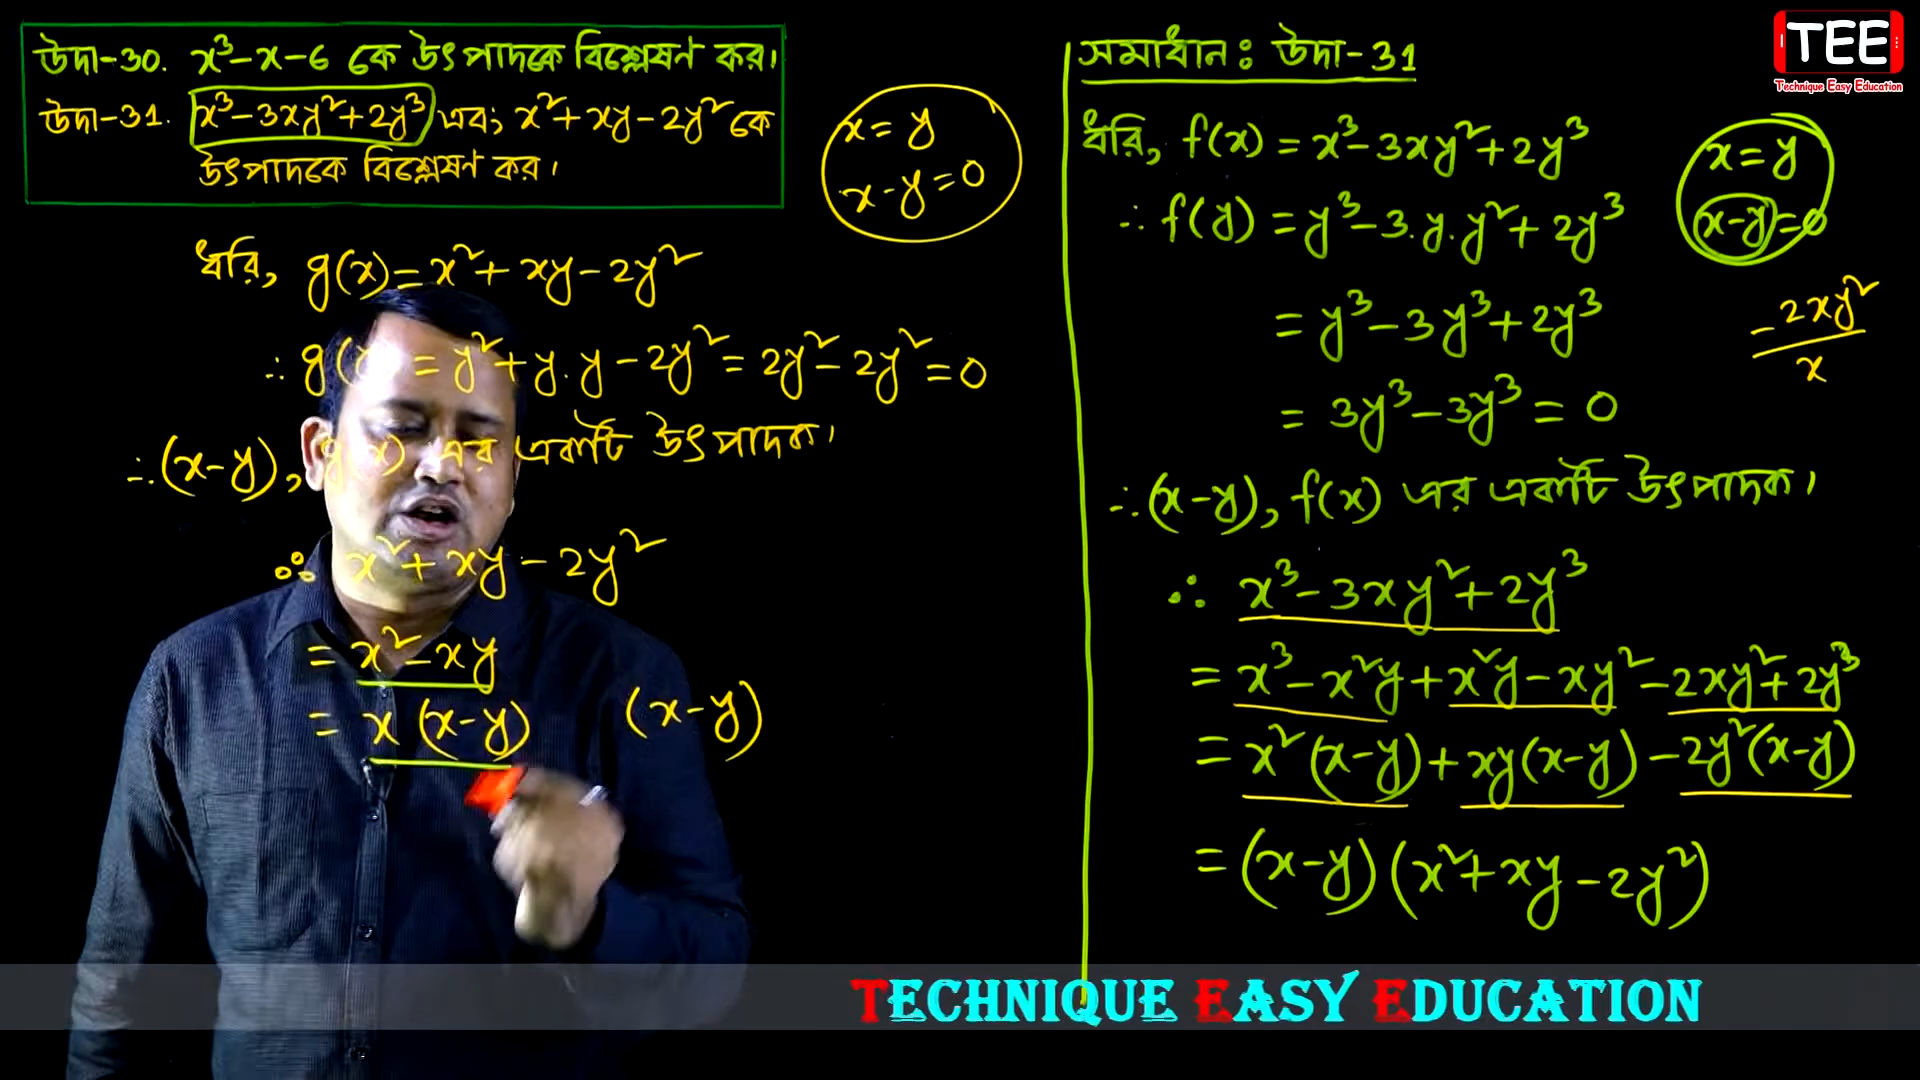 উদা-30. x³-x-6 কে উৎপাদকে বিশ্লেষণ কর।
উদা-31. x³-3xy²+2y³ এবং x²+xy-2y² কে
উৎপাদকে বিশ্লেষণ কর।
x=y
x-y=0
ধরি, g(x)=x²+xy-2y²
∴ g( =y²+y.y-2y²=2y²-2y²=0
∴(x-y), g(x) এর একটি উৎপাদক।
∴ x²+xy-2y²
=x²-xy
=x(x-y) (x-y)
সমাধান: উদা-31
ধরি, f(x)=x³-3xy²+2y³
∴ f(y)=y³-3.y.y²+2y³
=y³-3y³+2y³
=3y³-3y³=0
∴(x-y), f(x) এর একটি উৎপাদক।
∴ x³-3xy²+2y³
=x³-x²y+x²y-xy²-2xy²+2y³
=x²(x-y)+xy(x-y)-2y²(x-y)
=(x-y)(x²+xy-2y²)
x=y
x-y=0
-2xy²
x
TEE
Technique Easy Education
TECHNIQUE EASY EDUCATION